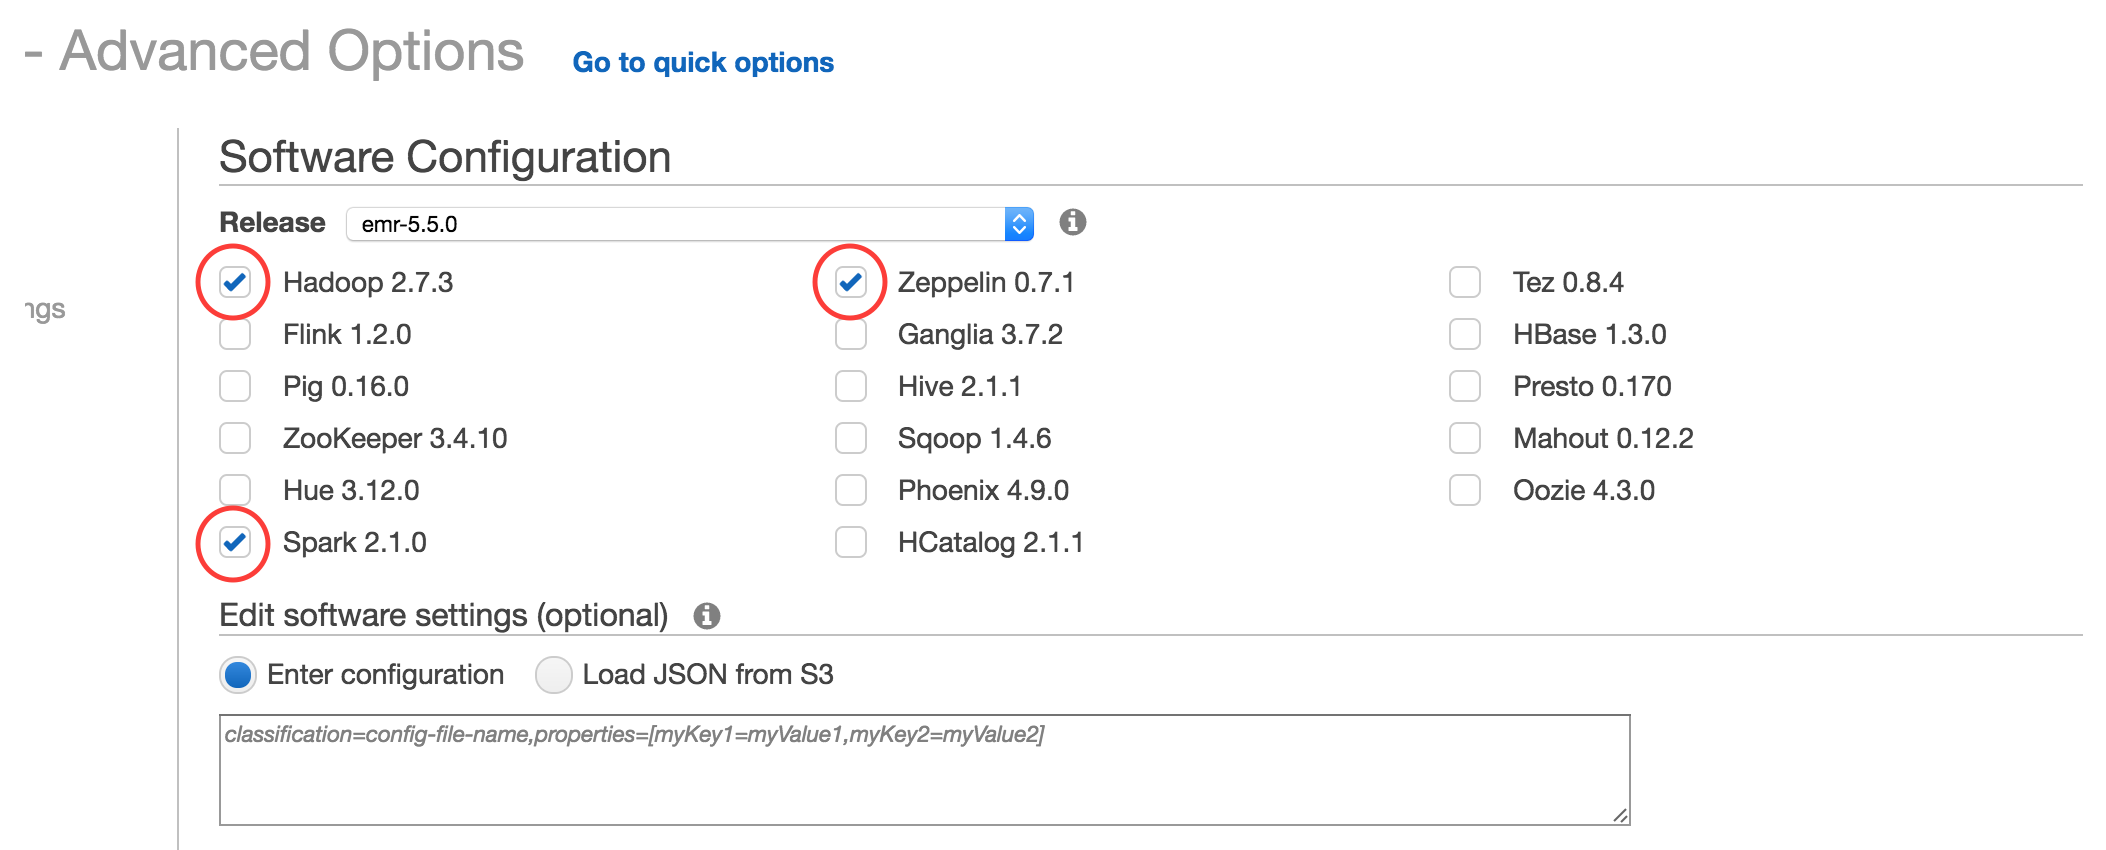 - Advanced Options Go to quick options
Software Configuration
Release emr-5.5.0
Hadoop 2.7.3 Zeppelin 0.7.1 Tez 0.8.4
ngs
Flink 1.2.0 Ganglia 3.7.2 HBase 1.3.0
Pig 0.16.0 Hive 2.1.1 Presto 0.170
ZooKeeper 3.4.10 Sqoop 1.4.6 Mahout 0.12.2
Hue 3.12.0 Phoenix 4.9.0 Oozie 4.3.0
Spark 2.1.0 HCatalog 2.1.1
Edit software settings (optional)
Enter configuration Load JSON from S3
classification=config-file-name,properties=[myKey1=myValue1,myKey2=myValue2]